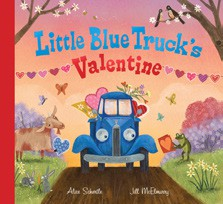 Little Blue Truck's
Valentine
Alice Schertle Jill McElmurry